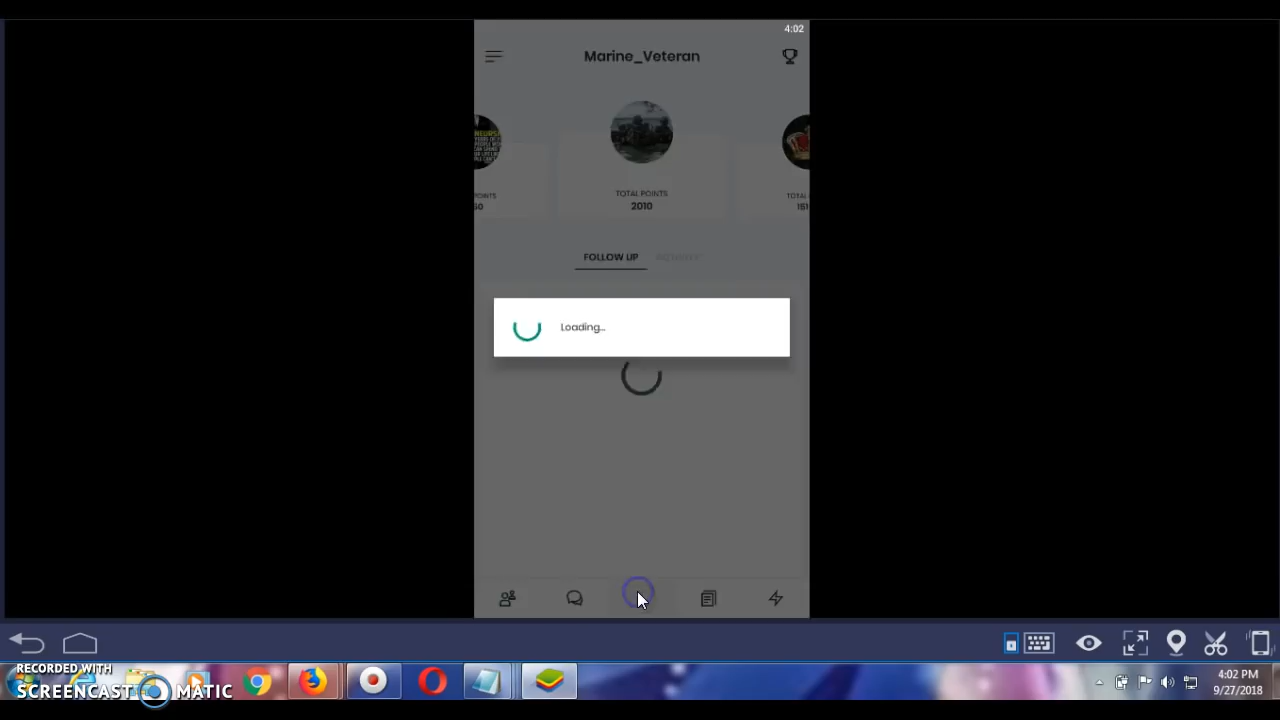 4:02
Marine_Veteran
TOTAL POINTS
2010
FOLLOW UP
Loading...
RECORDED WITH
SCREENCAST MATIC
4:02 PM
9/27/2018